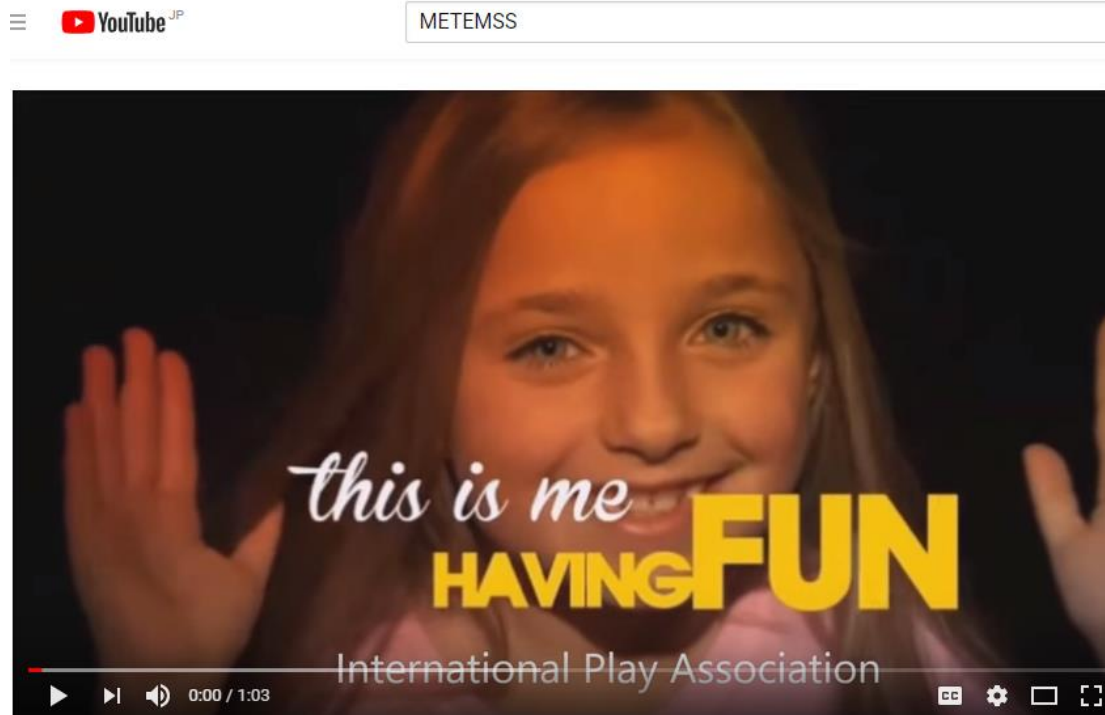 YouTube JP
METEMSS
this is me
HAVING FUN
International Play Association
0:00 / 1:03
CC